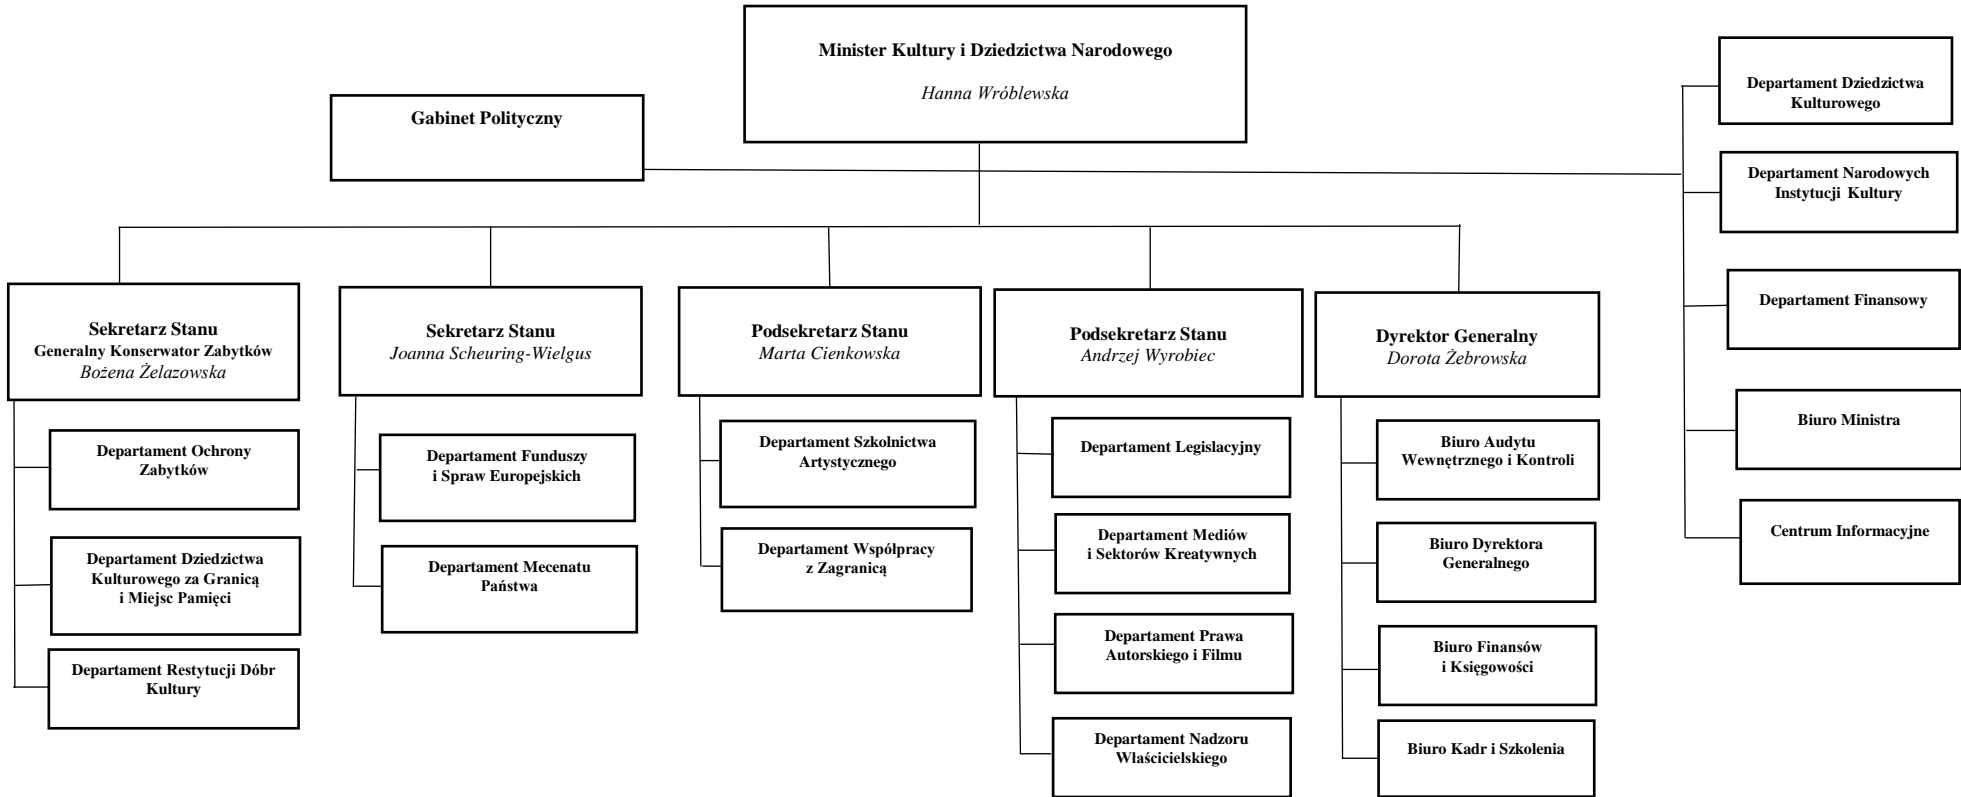 Minister Kultury i Dziedzictwa Narodowego
Hanna Wróblewska
Gabinet Polityczny
Departament Dziedzictwa
Kulturowego
Departament Narodowych
Instytucji Kultury
Departament Finansowy
Biuro Ministra
Centrum Informacyjne
Sekretarz Stanu
Generalny Konserwator Zabytków
Bożena Żelazowska
Departament Ochrony
Zabytków
Departament Dziedzictwa
Kulturowego za Granicą
i Miejsc Pamięci
Departament Restytucji Dóbr
Kultury
Sekretarz Stanu
Joanna Scheuring-Wielgus
Departament Funduszy
i Spraw Europejskich
Departament Mecenatu
Państwa
Podsekretarz Stanu
Marta Cienkowska
Departament Szkolnictwa
Artystycznego
Departament Współpracy
z Zagranicą
Podsekretarz Stanu
Andrzej Wyrobiec
Departament Legislacyjny
Departament Mediów
i Sektorów Kreatywnych
Departament Prawa
Autorskiego i Filmu
Departament Nadzoru
Właścicielskiego
Dyrektor Generalny
Dorota Żebrowska
Biuro Audytu
Wewnętrznego i Kontroli
Biuro Dyrektora
Generalnego
Biuro Finansów
i Księgowości
Biuro Kadr i Szkolenia